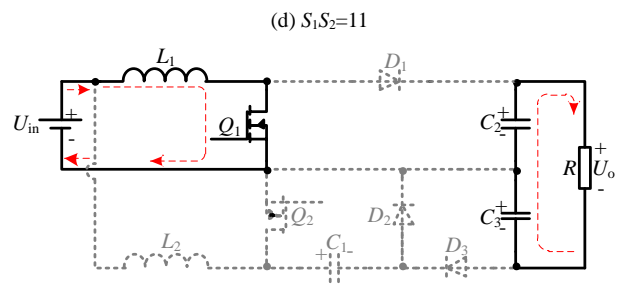 (d) S₁S₂=11
L₁
D₁
+
Uin
-
Q₁
+
C₂
-
R
+
Uo
-
Q₂
D₂
+
C₃
-
L₂
+
C₁
-
D₃